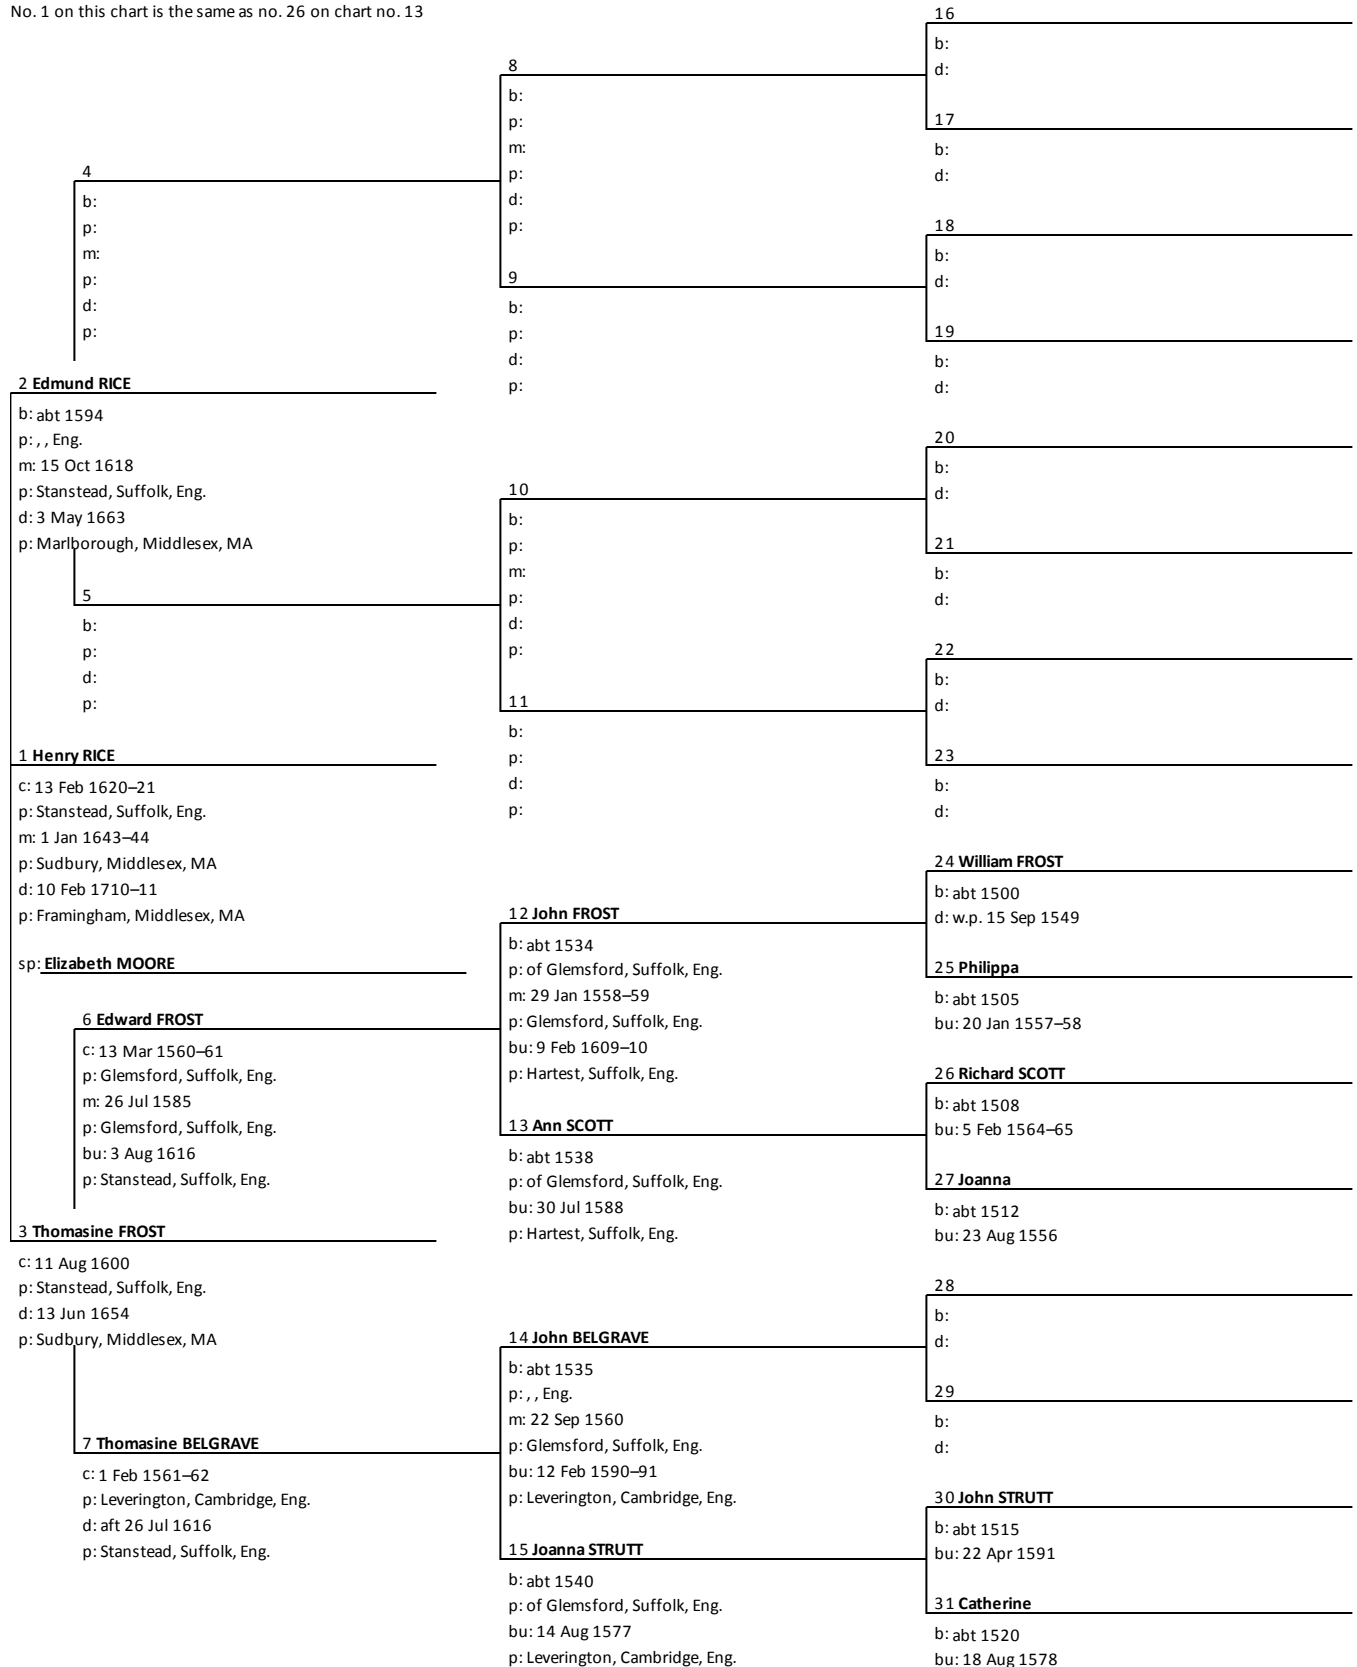 No. 1 on this chart is the same as no. 26 on chart no. 13
16
b:
d:
8
b:
p:
m:
p:
d:
p:
17
b:
d:
4
b:
p:
m:
p:
d:
p:
18
b:
d:
9
b:
p:
d:
p:
19
b:
d:
2 Edmund RICE
b: abt 1594
p: , , Eng.
m: 15 Oct 1618
p: Stanstead, Suffolk, Eng.
d: 3 May 1663
p: Marlborough, Middlesex, MA
20
b:
d:
10
b:
p:
m:
p:
d:
p:
21
b:
d:
5
b:
p:
d:
p:
22
b:
d:
11
b:
p:
d:
p:
23
b:
d:
1 Henry RICE
c: 13 Feb 1620–21
p: Stanstead, Suffolk, Eng.
m: 1 Jan 1643–44
p: Sudbury, Middlesex, MA
d: 10 Feb 1710–11
p: Framingham, Middlesex, MA
sp: Elizabeth MOORE
24 William FROST
b: abt 1500
d: w.p. 15 Sep 1549
12 John FROST
b: abt 1534
p: of Glemsford, Suffolk, Eng.
m: 29 Jan 1558–59
p: Glemsford, Suffolk, Eng.
bu: 9 Feb 1609–10
p: Hartest, Suffolk, Eng.
25 Philippa
b: abt 1505
bu: 20 Jan 1557–58
6 Edward FROST
c: 13 Mar 1560–61
p: Glemsford, Suffolk, Eng.
m: 26 Jul 1585
p: Glemsford, Suffolk, Eng.
bu: 3 Aug 1616
p: Stanstead, Suffolk, Eng.
26 Richard SCOTT
b: abt 1508
bu: 5 Feb 1564–65
13 Ann SCOTT
b: abt 1538
p: of Glemsford, Suffolk, Eng.
bu: 30 Jul 1588
p: Hartest, Suffolk, Eng.
27 Joanna
b: abt 1512
bu: 23 Aug 1556
3 Thomasine FROST
c: 11 Aug 1600
p: Stanstead, Suffolk, Eng.
d: 13 Jun 1654
p: Sudbury, Middlesex, MA
28
b:
d:
14 John BELGRAVE
b: abt 1535
p: , , Eng.
m: 22 Sep 1560
p: Glemsford, Suffolk, Eng.
bu: 12 Feb 1590–91
p: Leverington, Cambridge, Eng.
29
b:
d:
7 Thomasine BELGRAVE
c: 1 Feb 1561–62
p: Leverington, Cambridge, Eng.
d: aft 26 Jul 1616
p: Stanstead, Suffolk, Eng.
30 John STRUTT
b: abt 1515
bu: 22 Apr 1591
15 Joanna STRUTT
b: abt 1540
p: of Glemsford, Suffolk, Eng.
bu: 14 Aug 1577
p: Leverington, Cambridge, Eng.
31 Catherine
b: abt 1520
bu: 18 Aug 1578